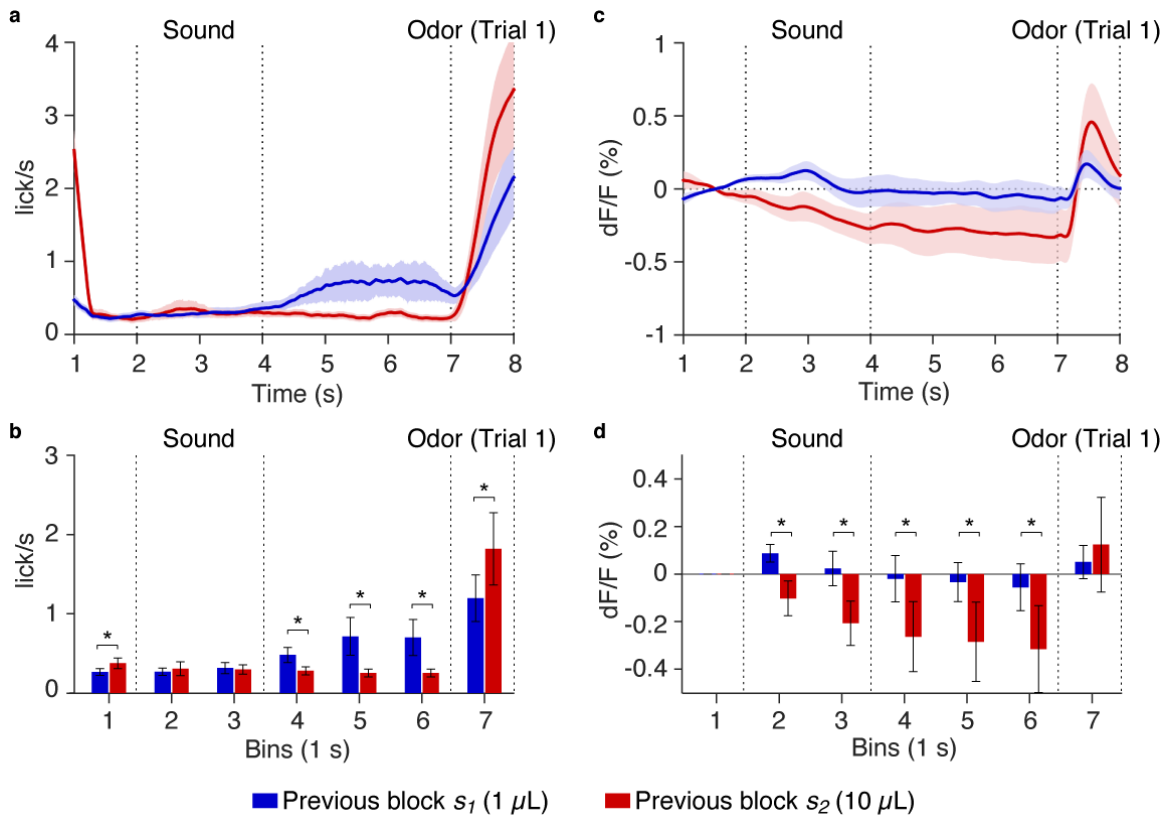 a
Sound
Odor (Trial 1)
4
3
2
1
0
lick/s
1 2 3 4 5 6 7 8
Time (s)
c
Sound
Odor (Trial 1)
1
0.5
0
-0.5
-1
dF/F (%)
1 2 3 4 5 6 7 8
Time (s)
b
Sound
Odor (Trial 1)
3
2
1
0
lick/s
* * * * *
1 2 3 4 5 6 7
Bins (1 s)
d
Sound
Odor (Trial 1)
0.4
0.2
0
-0.2
-0.4
dF/F (%)
* * * * *
1 2 3 4 5 6 7
Bins (1 s)
Previous block s1 (1 µL)
Previous block s2 (10 µL)